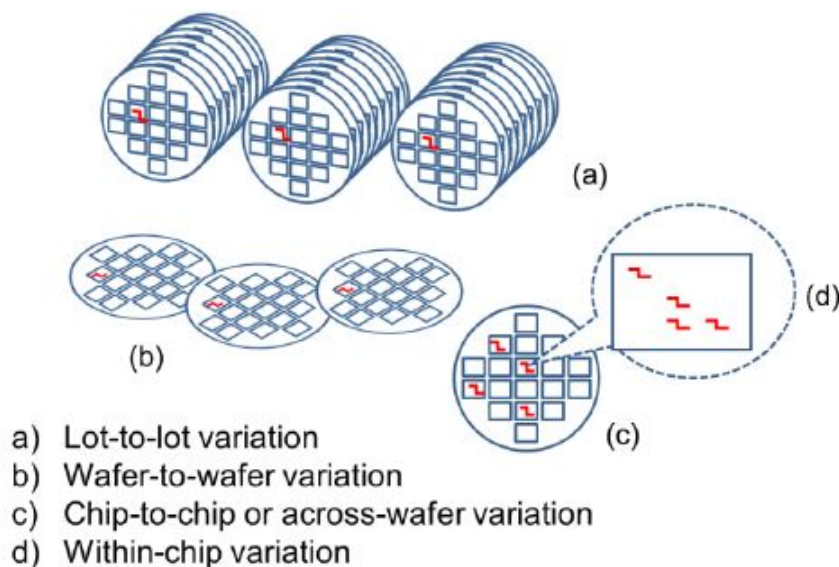 (a)
(d)
(b)
(c)
a) Lot-to-lot variation
b) Wafer-to-wafer variation
c) Chip-to-chip or across-wafer variation
d) Within-chip variation